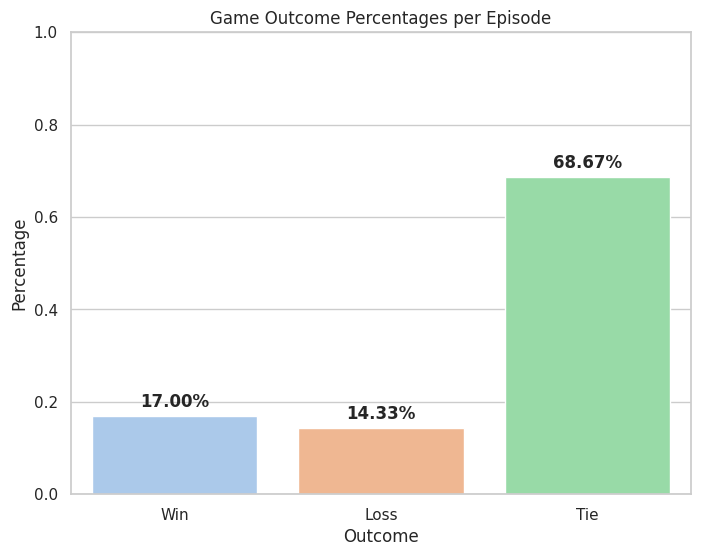 Game Outcome Percentages per Episode
1.0
0.8
0.6
0.4
0.2
0.0
Percentage
17.00%
14.33%
68.67%
Win
Loss
Tie
Outcome